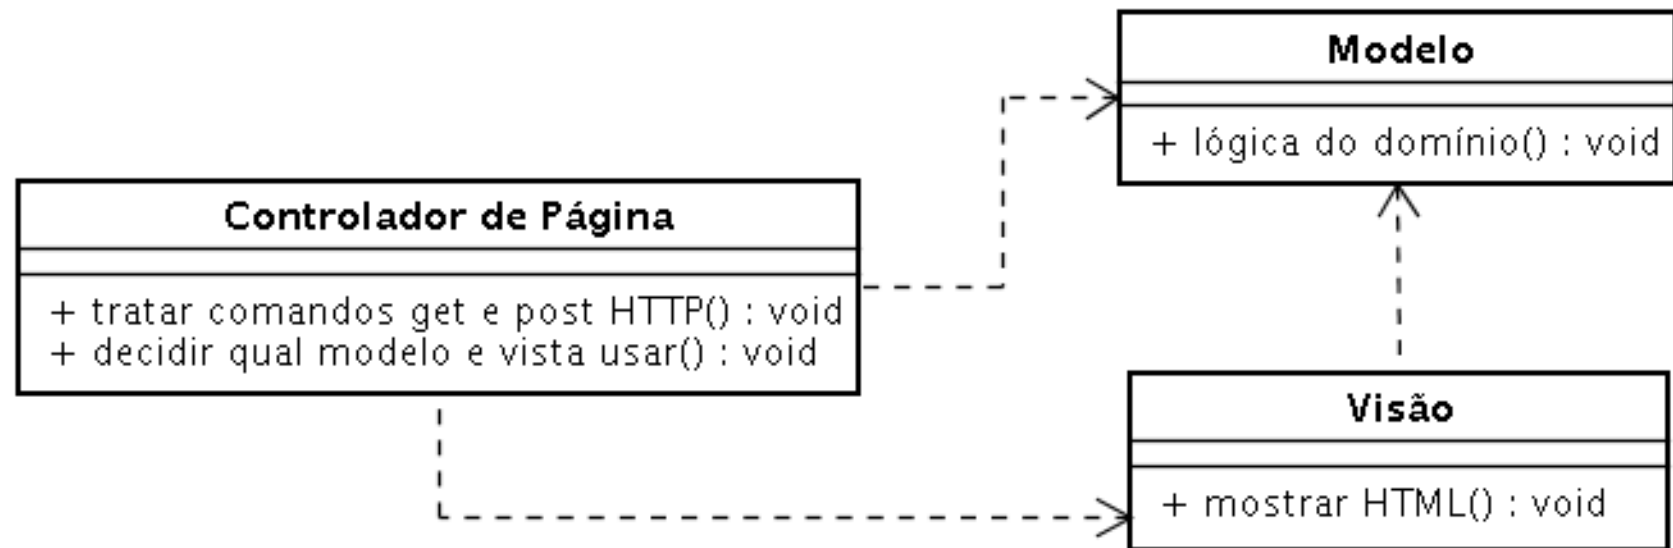 Modelo
+ lógica do domínio() : void
Controlador de Página
+ tratar comandos get e post HTTP() : void
+ decidir qual modelo e vista usar() : void
Visão
+ mostrar HTML() : void